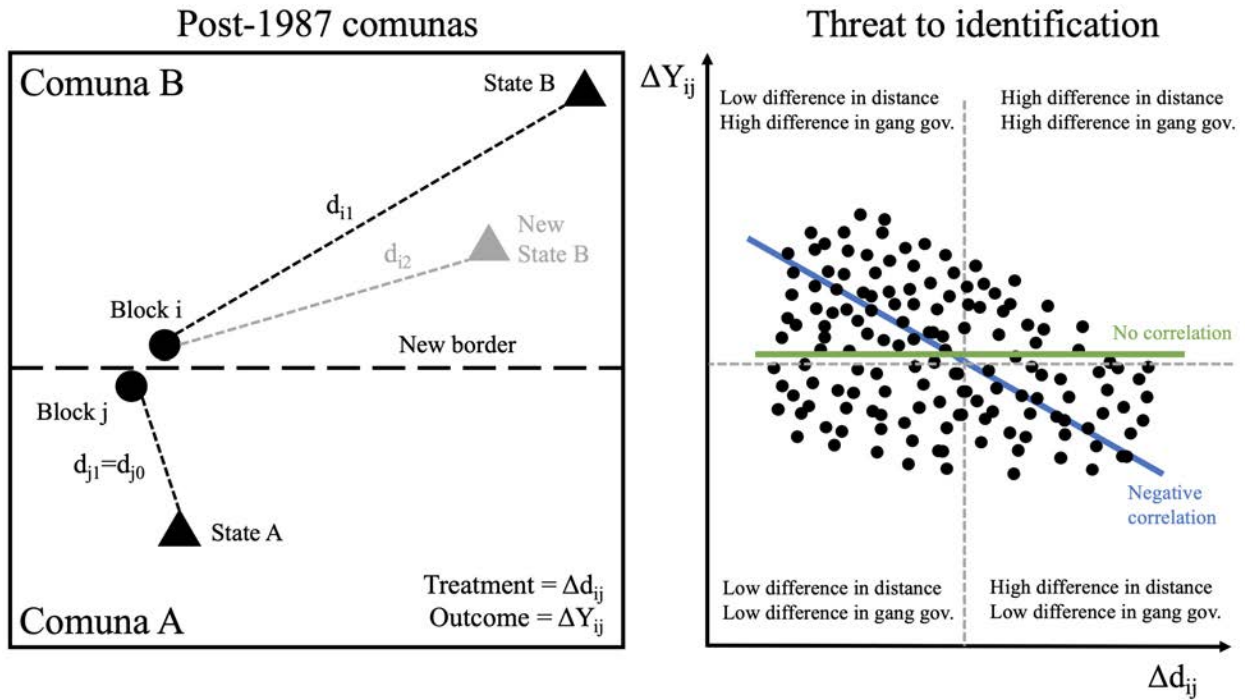 Post-1987 comunas
Comuna B
State B
d_i1
New
State B
d_i2
Block i
New border
Block j
d_j1=d_j0
State A
Treatment = Δd_ij
Outcome = ΔY_ij
Comuna A
Threat to identification
ΔY_ij
Low difference in distance
High difference in gang gov.
High difference in distance
High difference in gang gov.
No correlation
Negative
correlation
Low difference in distance
Low difference in gang gov.
High difference in distance
Low difference in gang gov.
Δd_ij